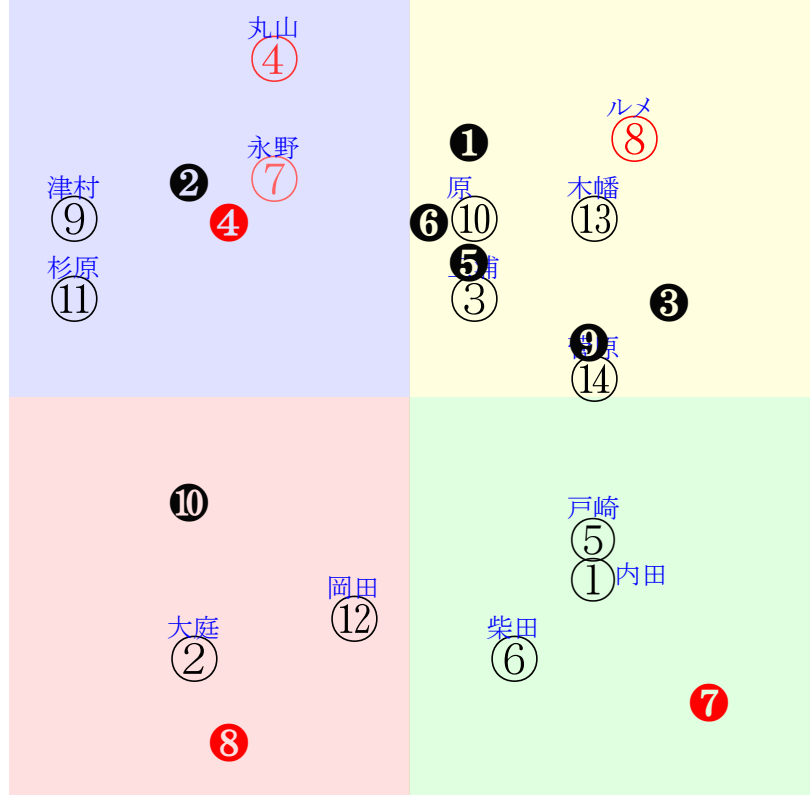 丸山
④
ルメ
⑧
❶
永野
⑦
津村
❷
原
木幡
⑨
❹
❻
⑩
⑬
杉原
❺
⑪
③
❸
❾
原
⑭
❿
戸崎
⑤
岡田
①内田
⑫
大庭
柴田
②
⑥
❼
❽